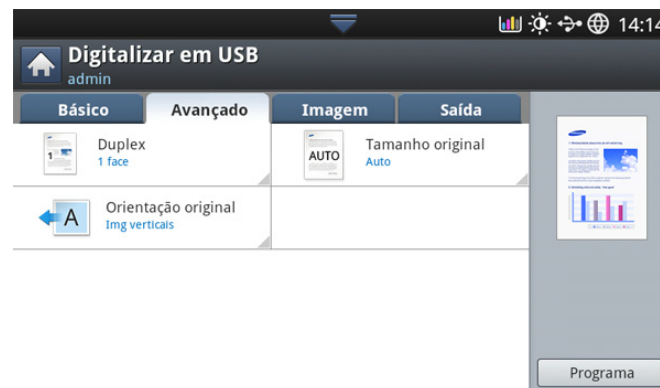 14:14
Digitalizar em USB
admin
Básico
Avançado
Imagem
Saída
Duplex
1 face
AUTO
Tamanho original
Auto
A
Orientação original
Img verticais
Programa